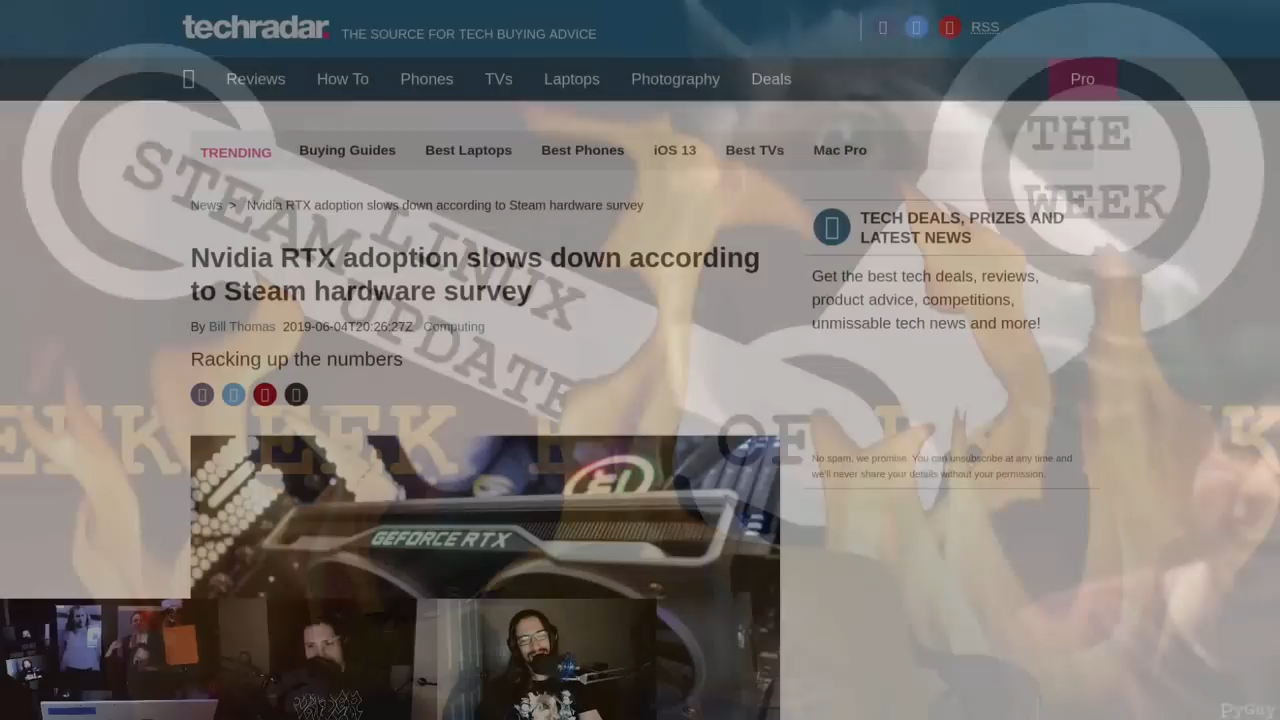 techradar.
THE SOURCE FOR TECH BUYING ADVICE
RSS
Reviews
How To
Phones
TVs
Laptops
Photography
Deals
Pro
TRENDING
Buying Guides
Best Laptops
Best Phones
iOS 13
Best TVs
Mac Pro
News > Nvidia RTX adoption slows down according to Steam hardware survey
Nvidia RTX adoption slows down according
to Steam hardware survey
By Bill Thomas 2019-06-04T20:26:27Z Computing
Racking up the numbers
TECH DEALS, PRIZES AND
LATEST NEWS
Get the best tech deals, reviews,
product advice, competitions,
unmissable tech news and more!
No spam, we promise. You can unsubscribe at any time and
we'll never share your details without your permission.
GEFORCE RTX
STEAM LINUX
UPDATE
THE
WEEK
OF
PyGuy